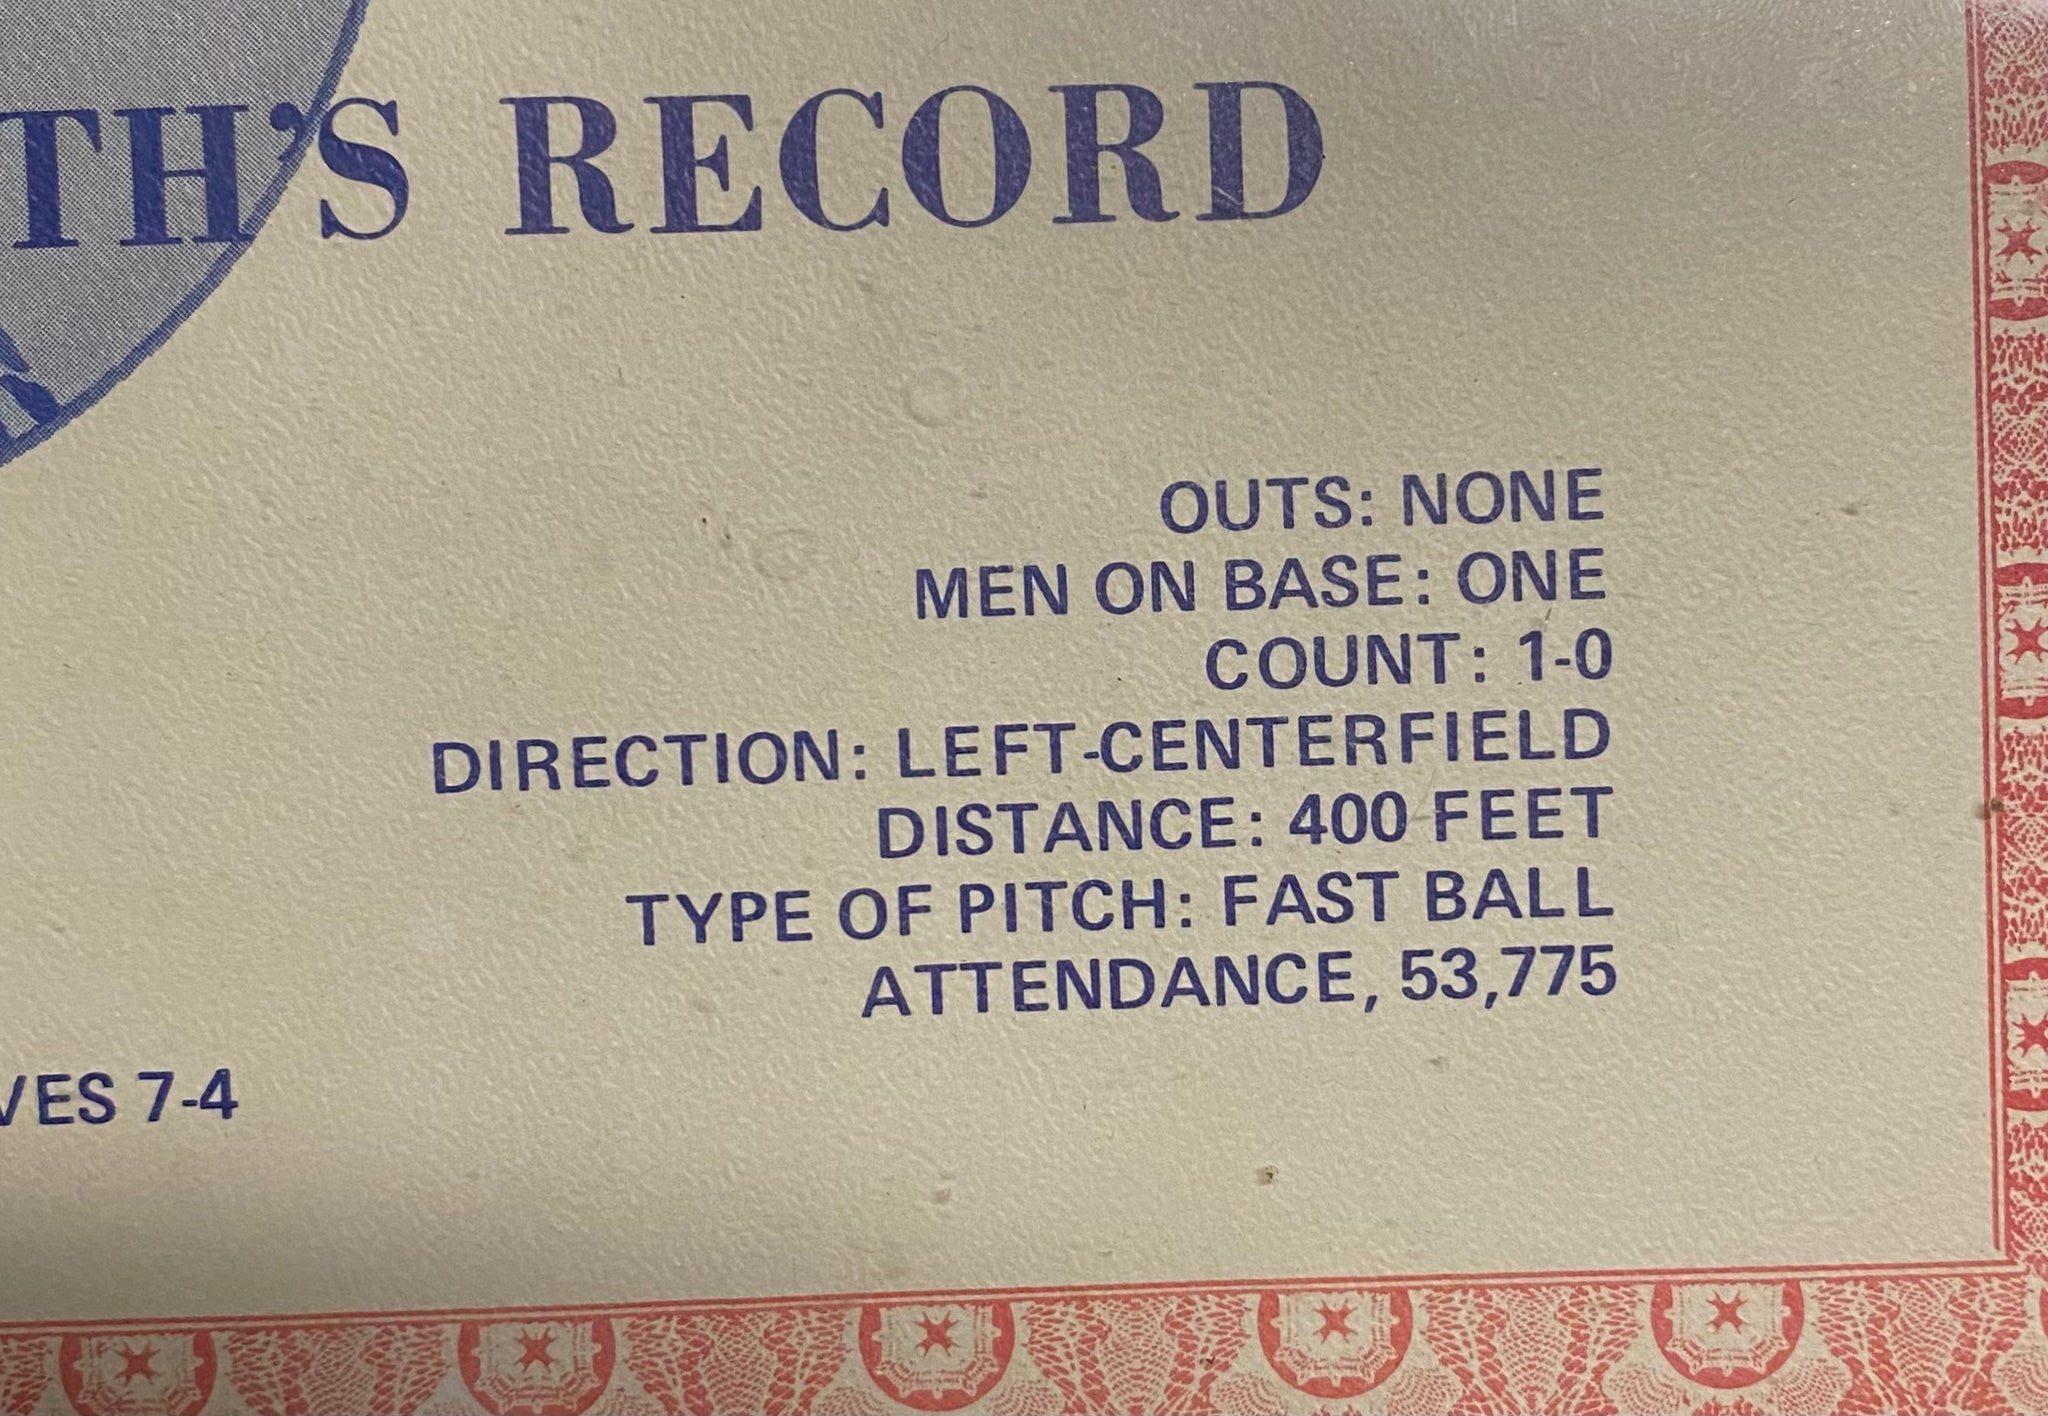 TH'S RECORD
OUTS: NONE
MEN ON BASE: ONE
COUNT: 1-0
DIRECTION: LEFT-CENTERFIELD
DISTANCE: 400 FEET
TYPE OF PITCH: FAST BALL
ATTENDANCE, 53,775
VES 7-4